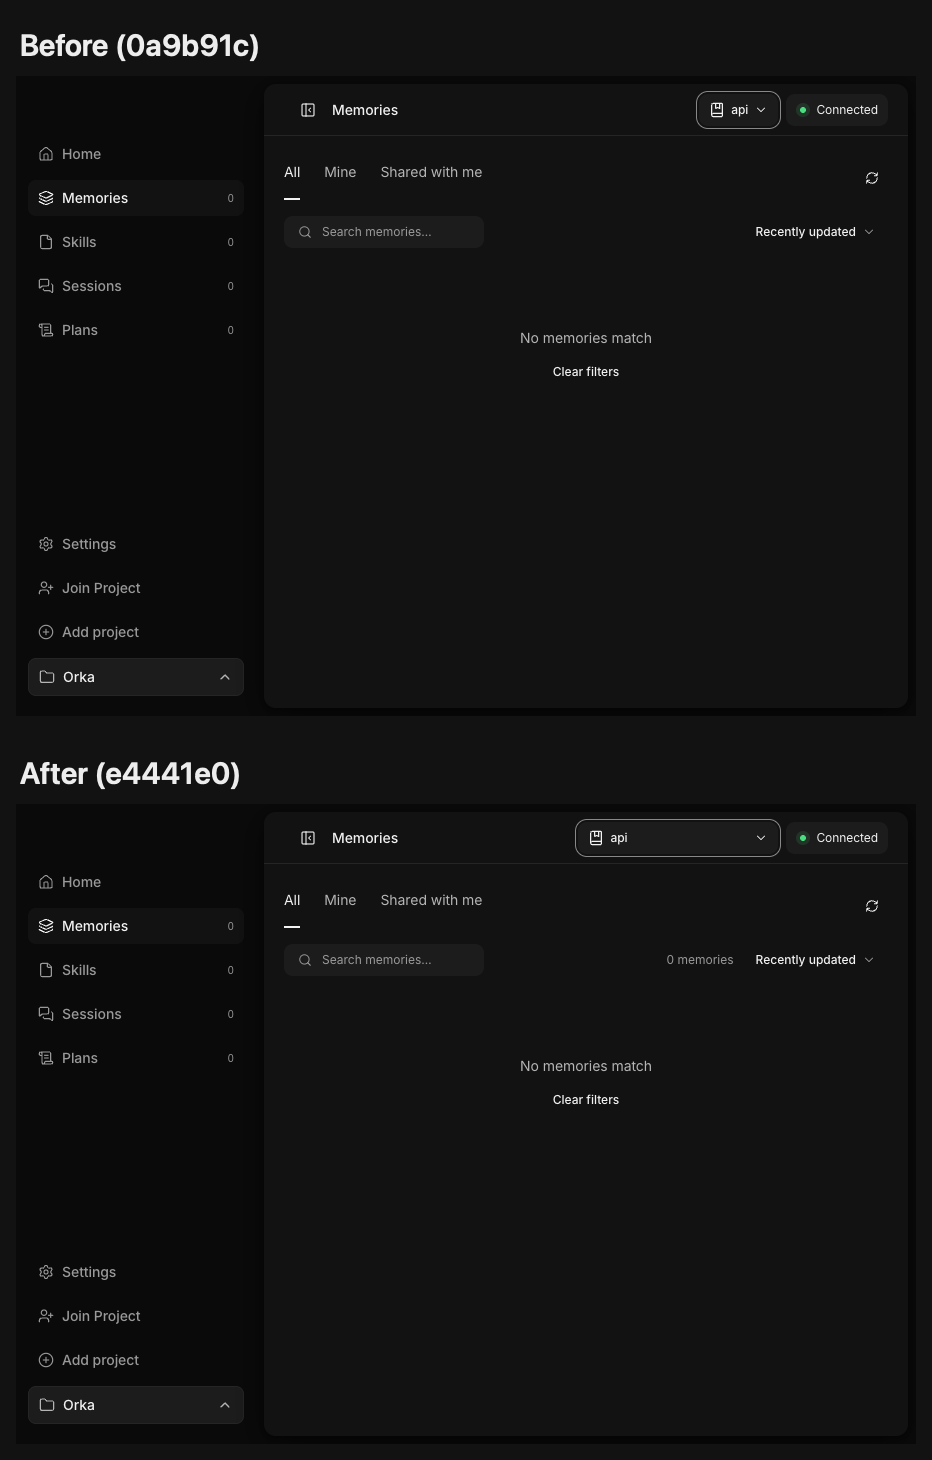 Before (0a9b91c)
Memories
api
Connected
Home
Memories 0
Skills 0
Sessions 0
Plans 0
All Mine Shared with me
Search memories...
Recently updated
No memories match
Clear filters
Settings
Join Project
Add project
Orka
After (e4441e0)
Memories
api
Connected
Home
Memories 0
Skills 0
Sessions 0
Plans 0
All Mine Shared with me
Search memories...
0 memories
Recently updated
No memories match
Clear filters
Settings
Join Project
Add project
Orka